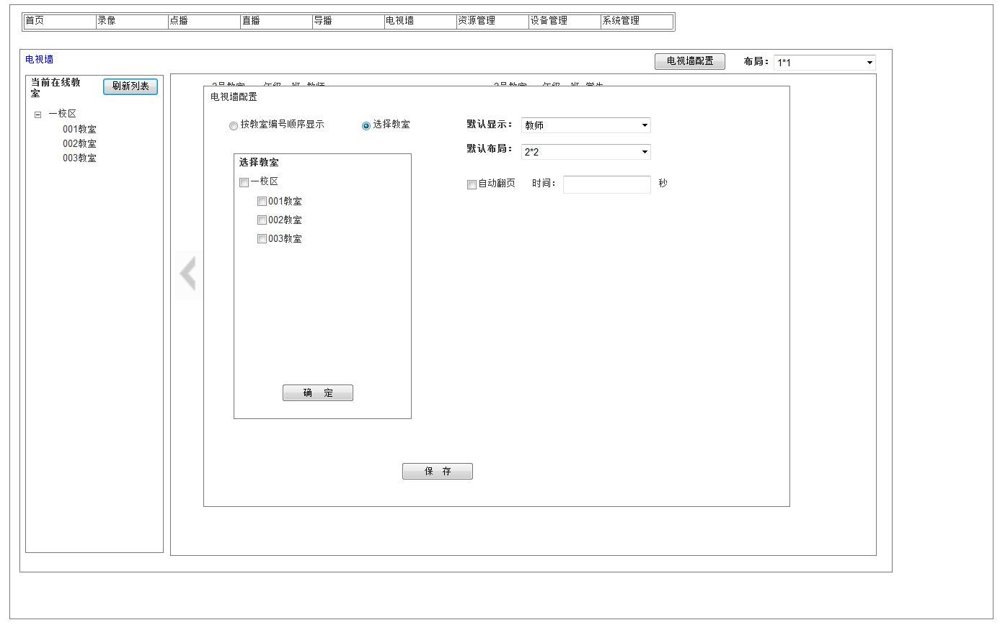 首页 录像 点播 直播 导播 电视墙 资源管理 设备管理 系统管理
电视墙
电视墙配置 布局： 1*1
当前在线教室
刷新列表
一校区
001教室
002教室
003教室
电视墙配置
按教室编号顺序显示 选择教室
选择教室
一校区
001教室
002教室
003教室
确 定
默认显示： 教师
默认布局： 2*2
自动翻页 时间： 秒
保 存